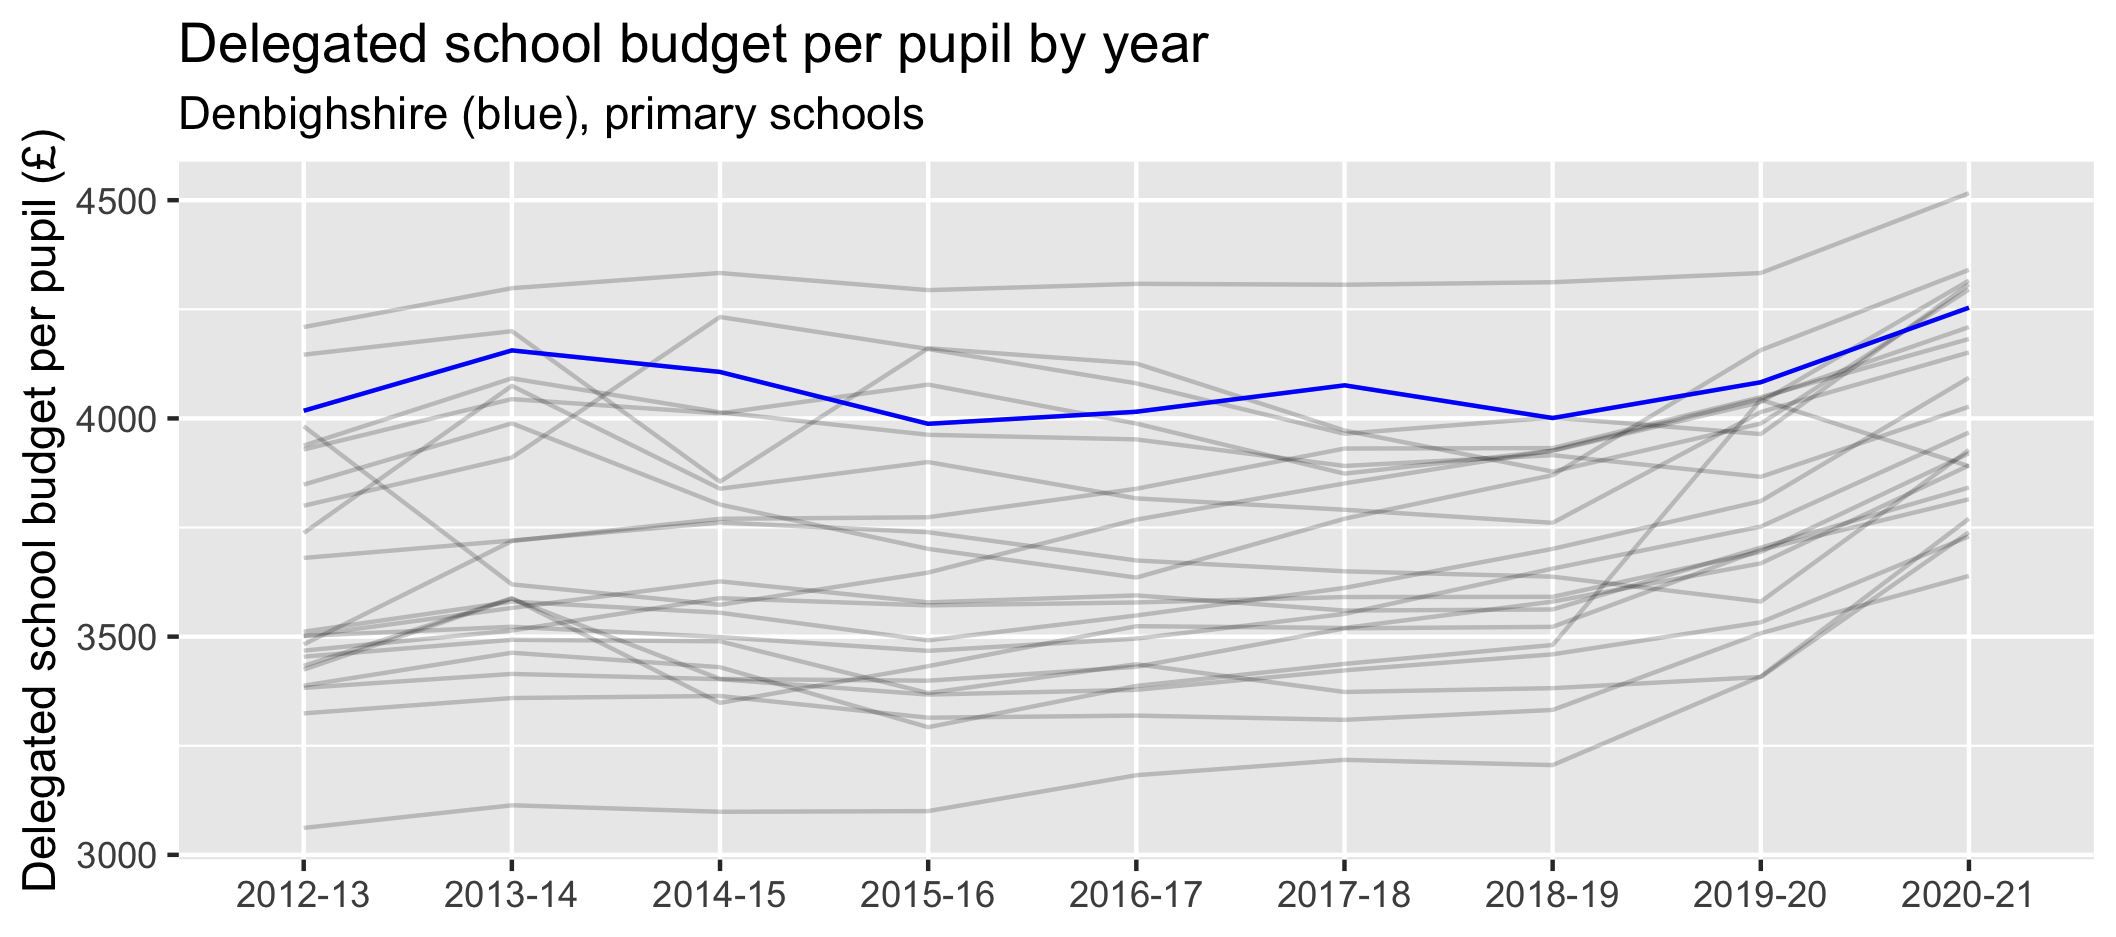 Delegated school budget per pupil by year
Denbighshire (blue), primary schools
Delegated school budget per pupil (£)
4500
4000
3500
3000
2012-13 2013-14 2014-15 2015-16 2016-17 2017-18 2018-19 2019-20 2020-21